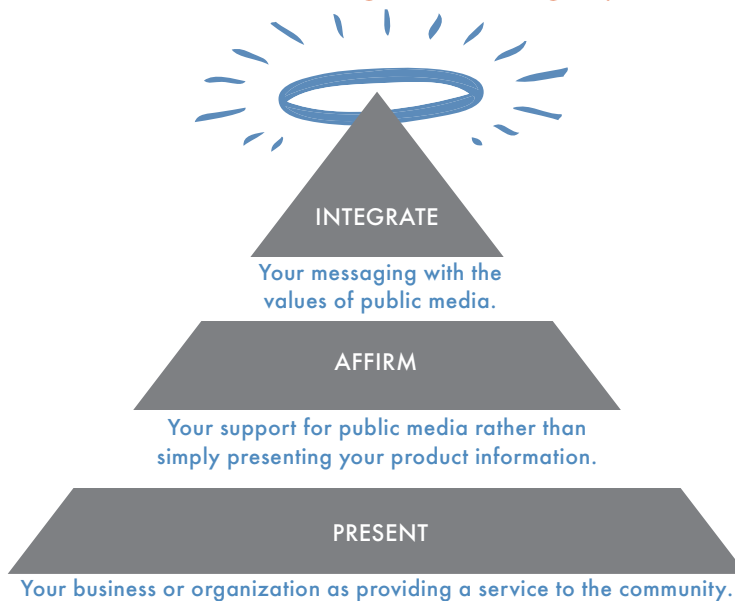 INTEGRATE
Your messaging with the
values of public media.
AFFIRM
Your support for public media rather than
simply presenting your product information.
PRESENT
Your business or organization as providing a service to the community.